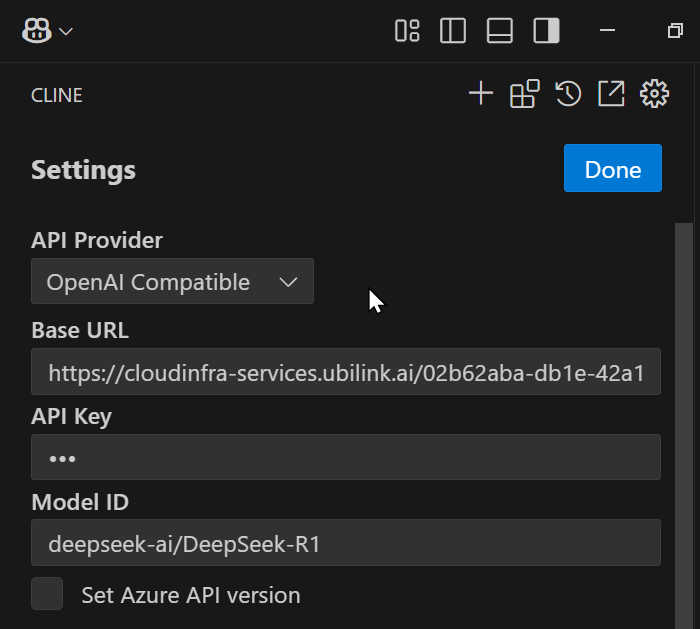 CLINE
Settings
Done
API Provider
OpenAI Compatible
Base URL
https://cloudinfra-services.ubilink.ai/02b62aba-db1e-42a1
API Key
•••
Model ID
deepseek-ai/DeepSeek-R1
Set Azure API version